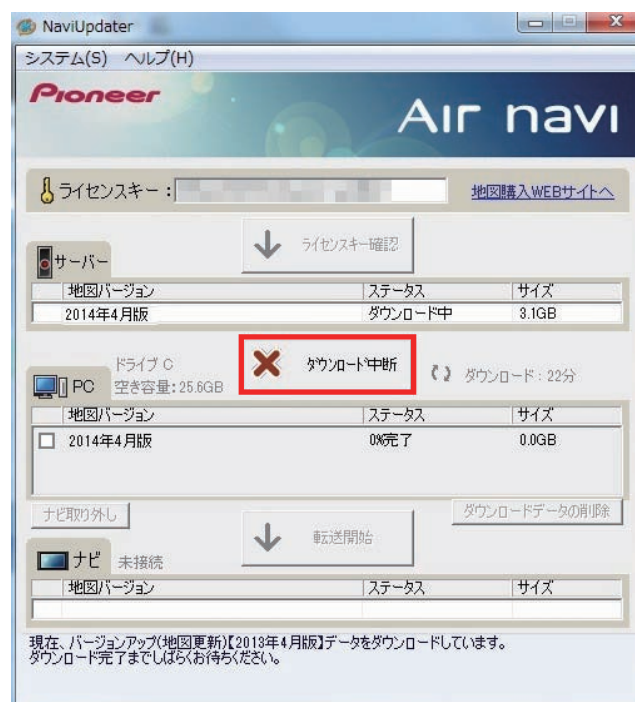 NaviUpdater
システム(S) ヘルプ(H)
Pioneer
AIr navi
ライセンスキー :
地図購入WEBサイトへ
ライセンスキー確認
サーバー
地図バージョン ステータス サイズ
2014年4月版 ダウンロード中 3.1GB
ドライブ C
空き容量:25.6GB
PC
ダウンロード中断
ダウンロード : 22分
地図バージョン ステータス サイズ
2014年4月版 0%完了 0.0GB
ナビ取り外し
ダウンロードデータの削除
転送開始
ナビ 未接続
地図バージョン ステータス サイズ
現在、バージョンアップ(地図更新)【2013年4月版】データをダウンロードしています。
ダウンロード完了までしばらくお待ちください。